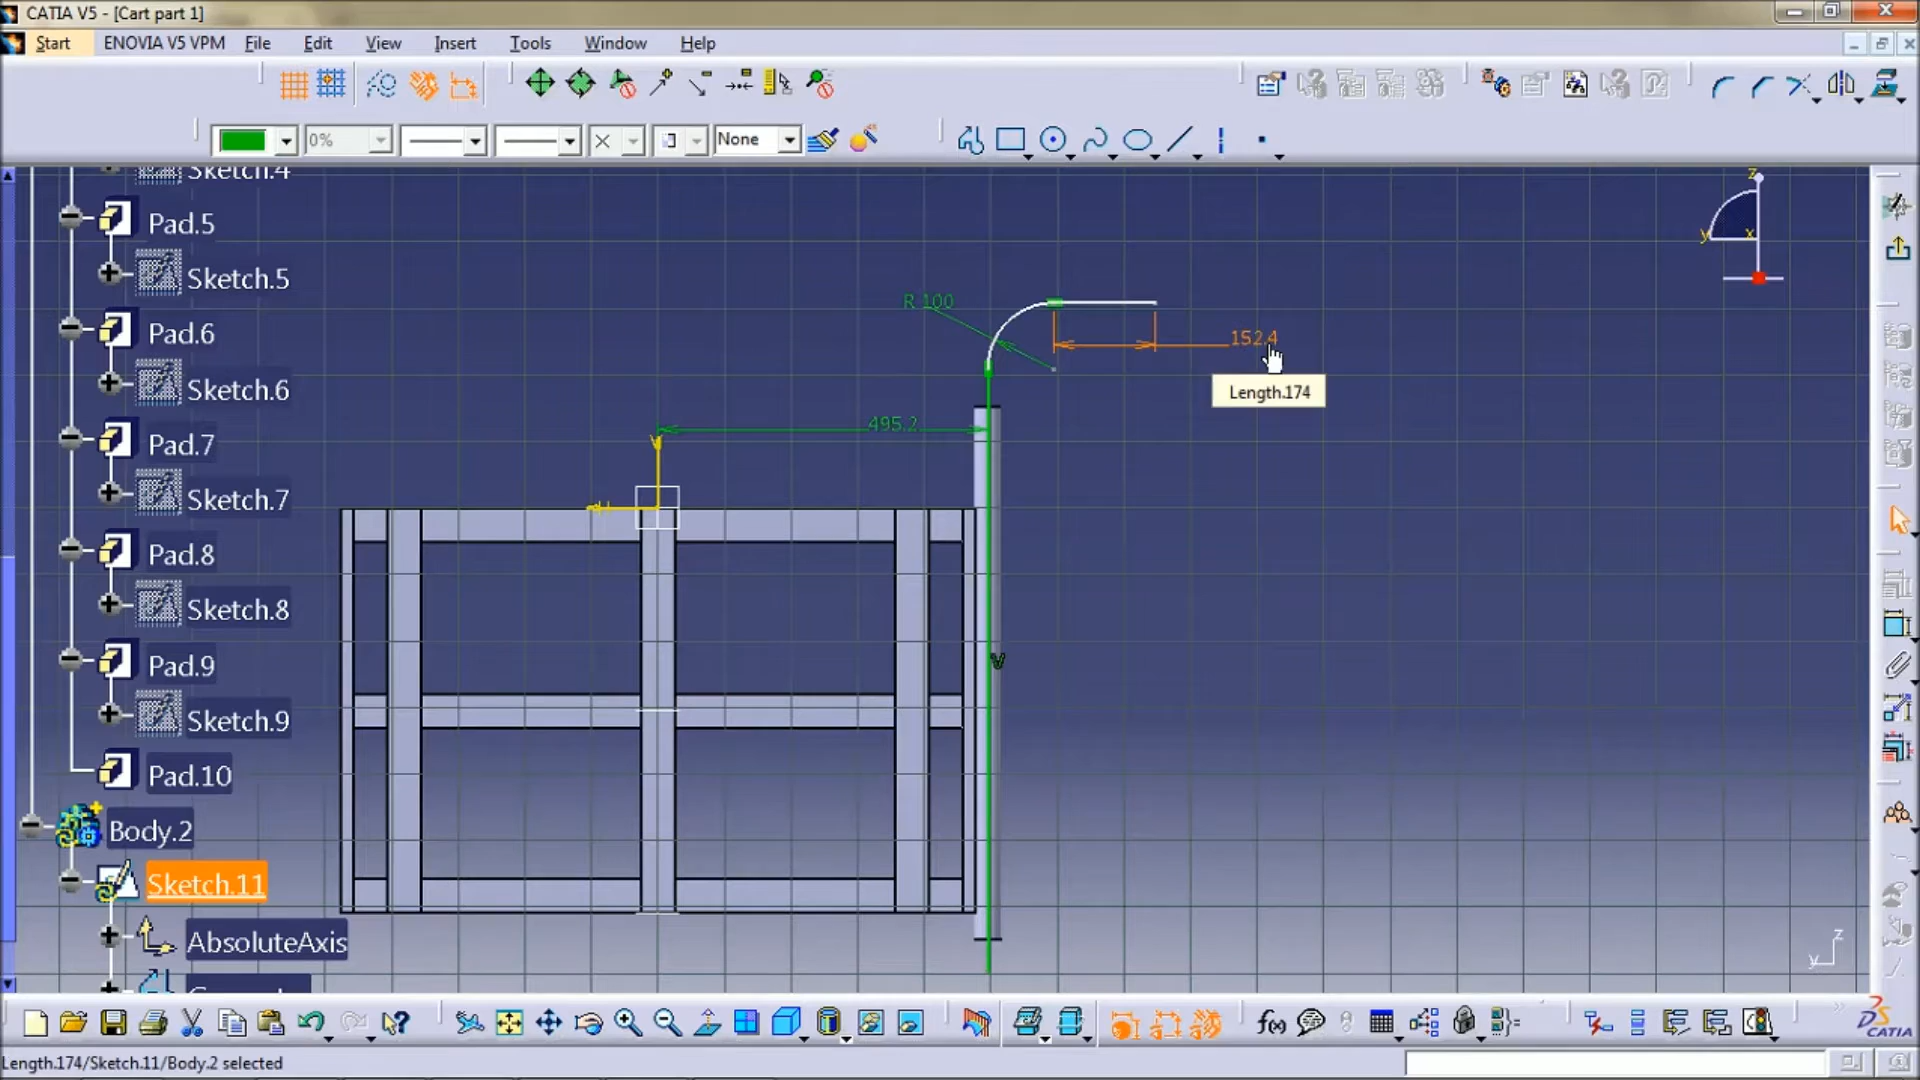 CATIA V5 - [Cart part 1]
Start ENOVIA V5 VPM File Edit View Insert Tools Window Help
0% None
Sketch.4
Pad.5
Sketch.5
Pad.6
Sketch.6
Pad.7
Sketch.7
Pad.8
Sketch.8
Pad.9
Sketch.9
Pad.10
Body.2
Sketch.11
AbsoluteAxis
R 100
152.4
Length.174
495.2
V
H
V
z
y x
z
y
f(x)
CATIA
Length.174/Sketch.11/Body.2 selected